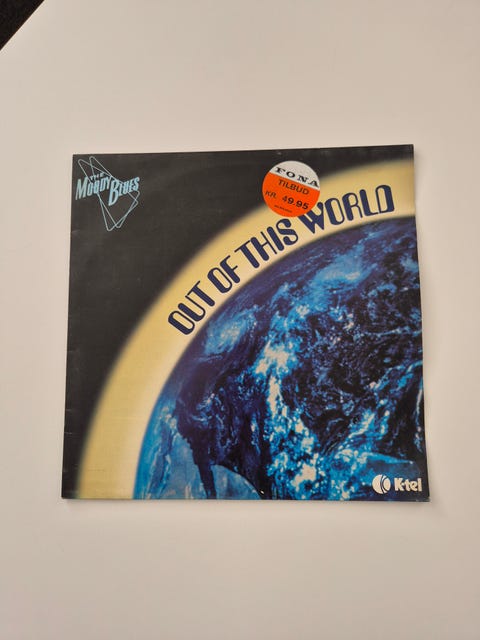 THE
MOODY BLUES
FONA
TILBUD
KR. 49.95
OUT OF THIS WORLD
K-tel